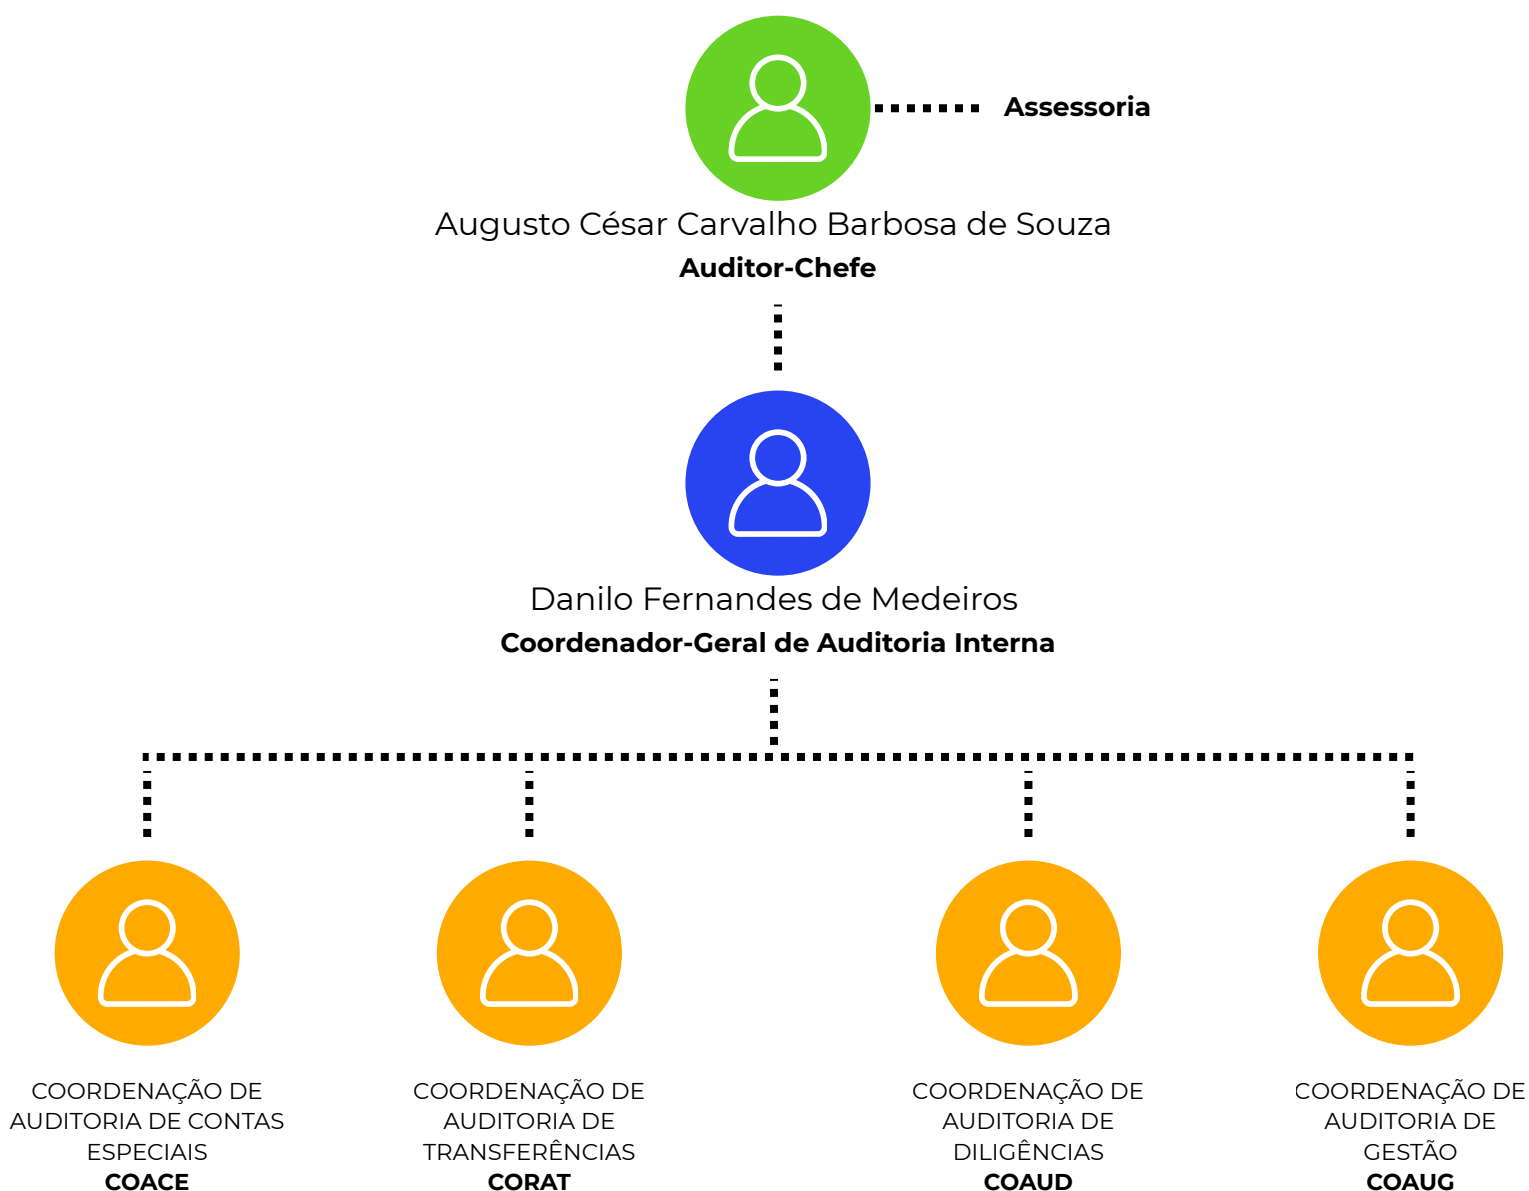 Assessoria
Augusto César Carvalho Barbosa de Souza
Auditor-Chefe
Danilo Fernandes de Medeiros
Coordenador-Geral de Auditoria Interna
COORDENAÇÃO DE
AUDITORIA DE CONTAS
ESPECIAIS
COACE
COORDENAÇÃO DE
AUDITORIA DE
TRANSFERÊNCIAS
CORAT
COORDENAÇÃO DE
AUDITORIA DE
DILIGÊNCIAS
COAUD
COORDENAÇÃO DE
AUDITORIA DE
GESTÃO
COAUG